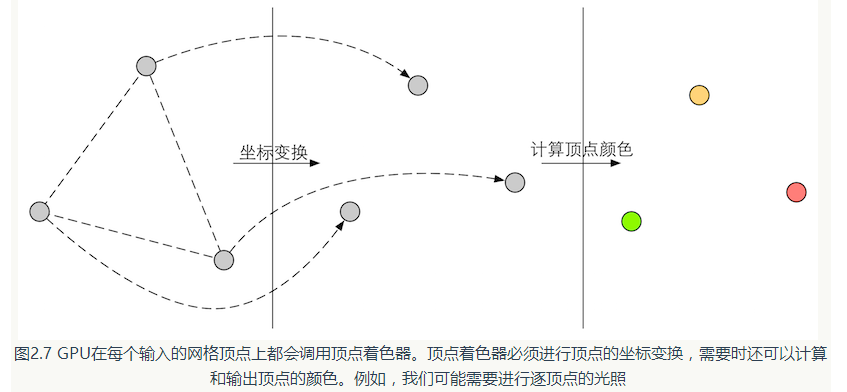 坐标变换
计算顶点颜色
图2.7 GPU在每个输入的网格顶点上都会调用顶点着色器。顶点着色器必须进行顶点的坐标变换，需要时还可以计算
和输出顶点的颜色。例如，我们可能需要进行逐顶点的光照